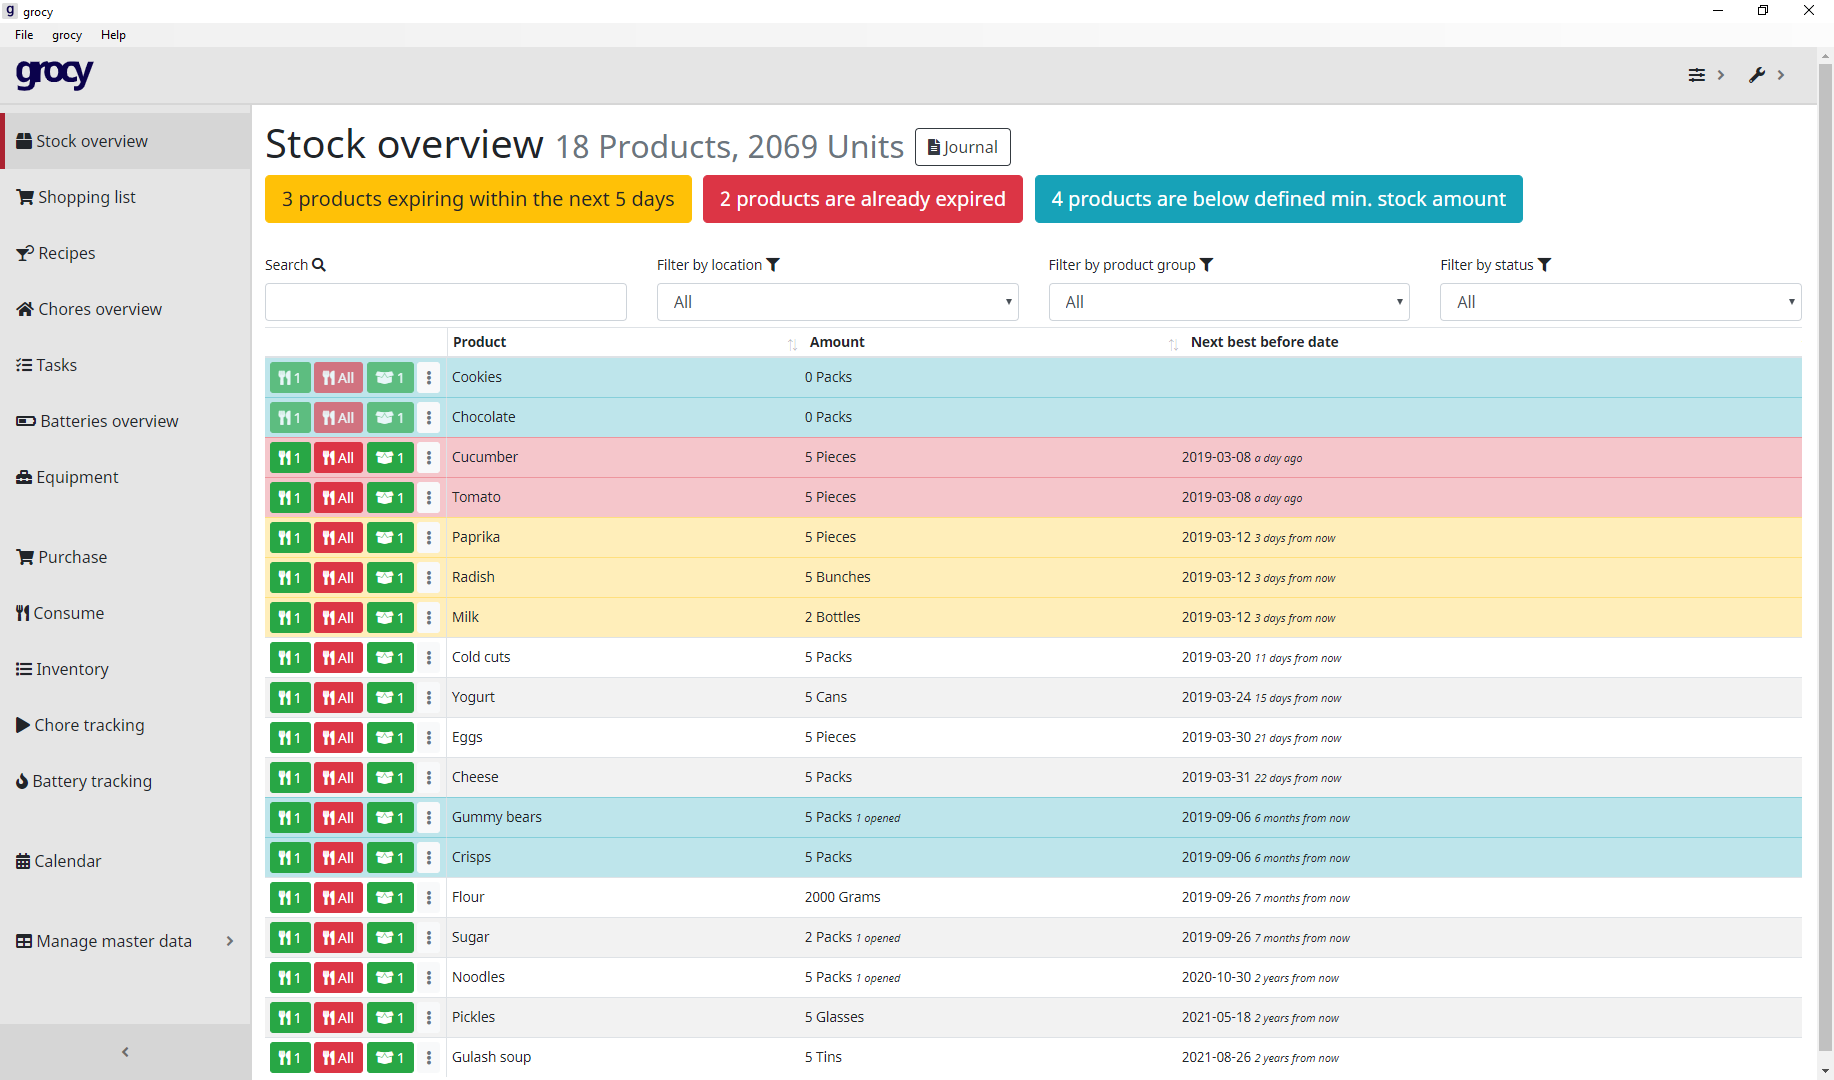 grocy
File grocy Help
grocy
Stock overview
Shopping list
Recipes
Chores overview
Tasks
Batteries overview
Equipment
Purchase
Consume
Inventory
Chore tracking
Battery tracking
Calendar
Manage master data
Stock overview 18 Products, 2069 Units Journal
3 products expiring within the next 5 days 2 products are already expired 4 products are below defined min. stock amount
Search Filter by location Filter by product group Filter by status
All All All
Product Amount Next best before date
1 All 1 Cookies 0 Packs
1 All 1 Chocolate 0 Packs
1 All 1 Cucumber 5 Pieces 2019-03-08 a day ago
1 All 1 Tomato 5 Pieces 2019-03-08 a day ago
1 All 1 Paprika 5 Pieces 2019-03-12 3 days from now
1 All 1 Radish 5 Bunches 2019-03-12 3 days from now
1 All 1 Milk 2 Bottles 2019-03-12 3 days from now
1 All 1 Cold cuts 5 Packs 2019-03-20 11 days from now
1 All 1 Yogurt 5 Cans 2019-03-24 15 days from now
1 All 1 Eggs 5 Pieces 2019-03-30 21 days from now
1 All 1 Cheese 5 Packs 2019-03-31 22 days from now
1 All 1 Gummy bears 5 Packs 1 opened 2019-09-06 6 months from now
1 All 1 Crisps 5 Packs 2019-09-06 6 months from now
1 All 1 Flour 2000 Grams 2019-09-26 7 months from now
1 All 1 Sugar 2 Packs 1 opened 2019-09-26 7 months from now
1 All 1 Noodles 5 Packs 1 opened 2020-10-30 2 years from now
1 All 1 Pickles 5 Glasses 2021-05-18 2 years from now
1 All 1 Gulash soup 5 Tins 2021-08-26 2 years from now